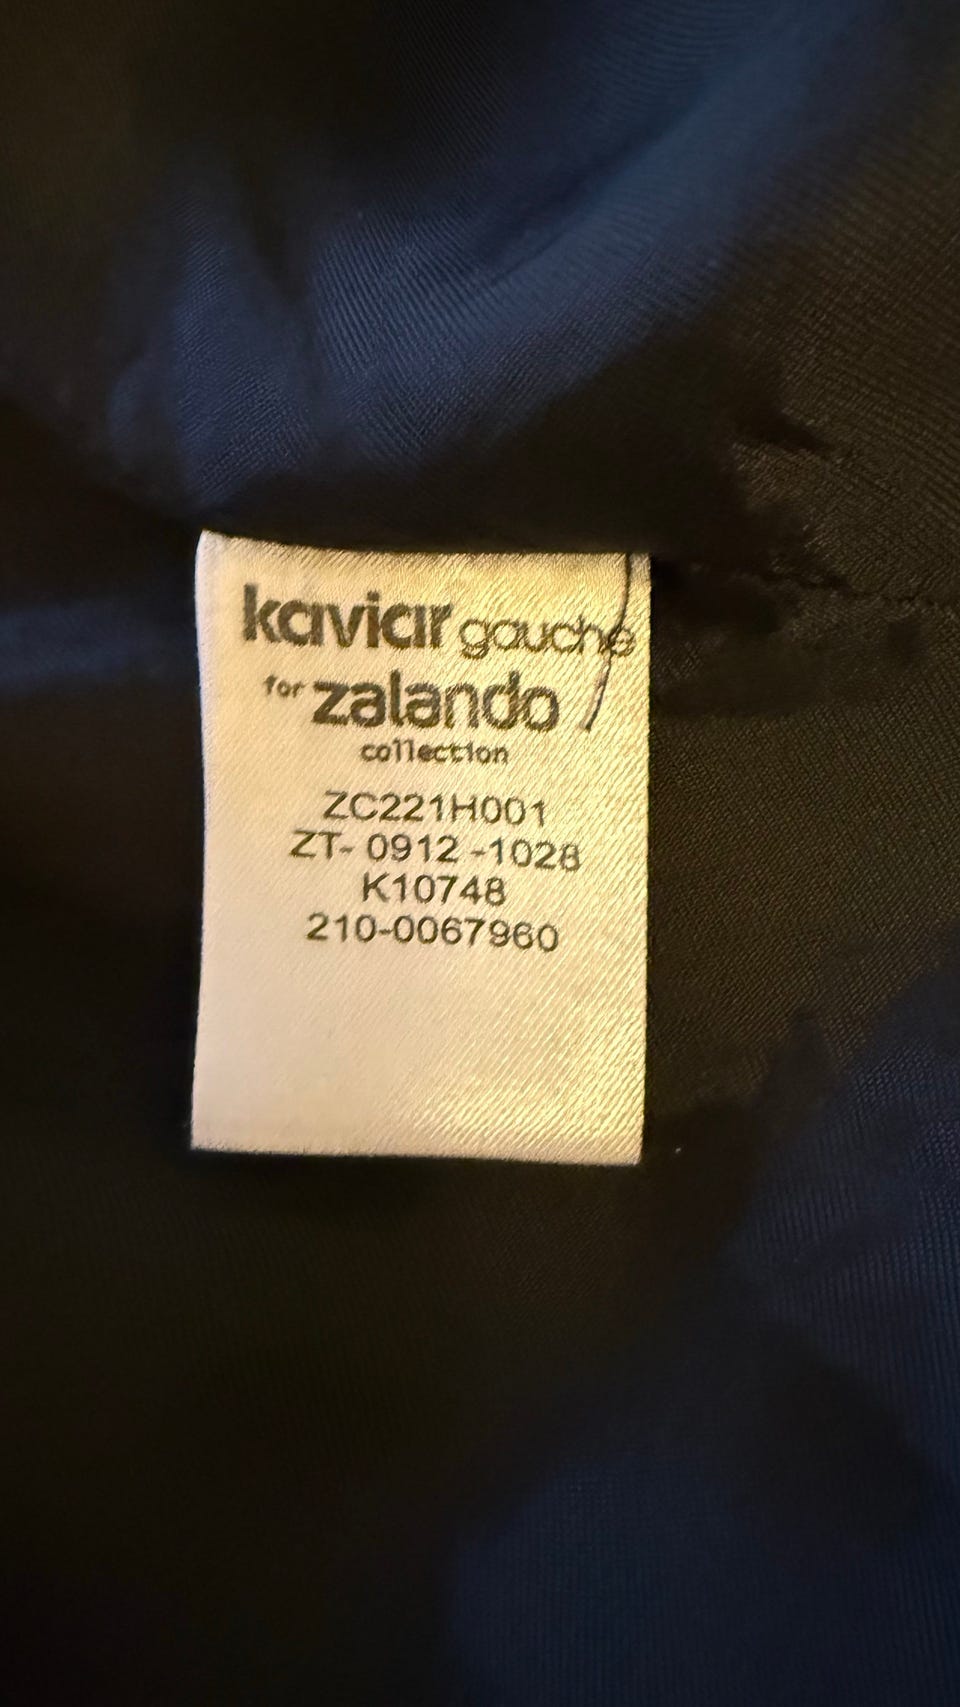 kaviar gauche
for zalando
collection
ZC221H001
ZT- 0912 -1028
K10748
210-0067960